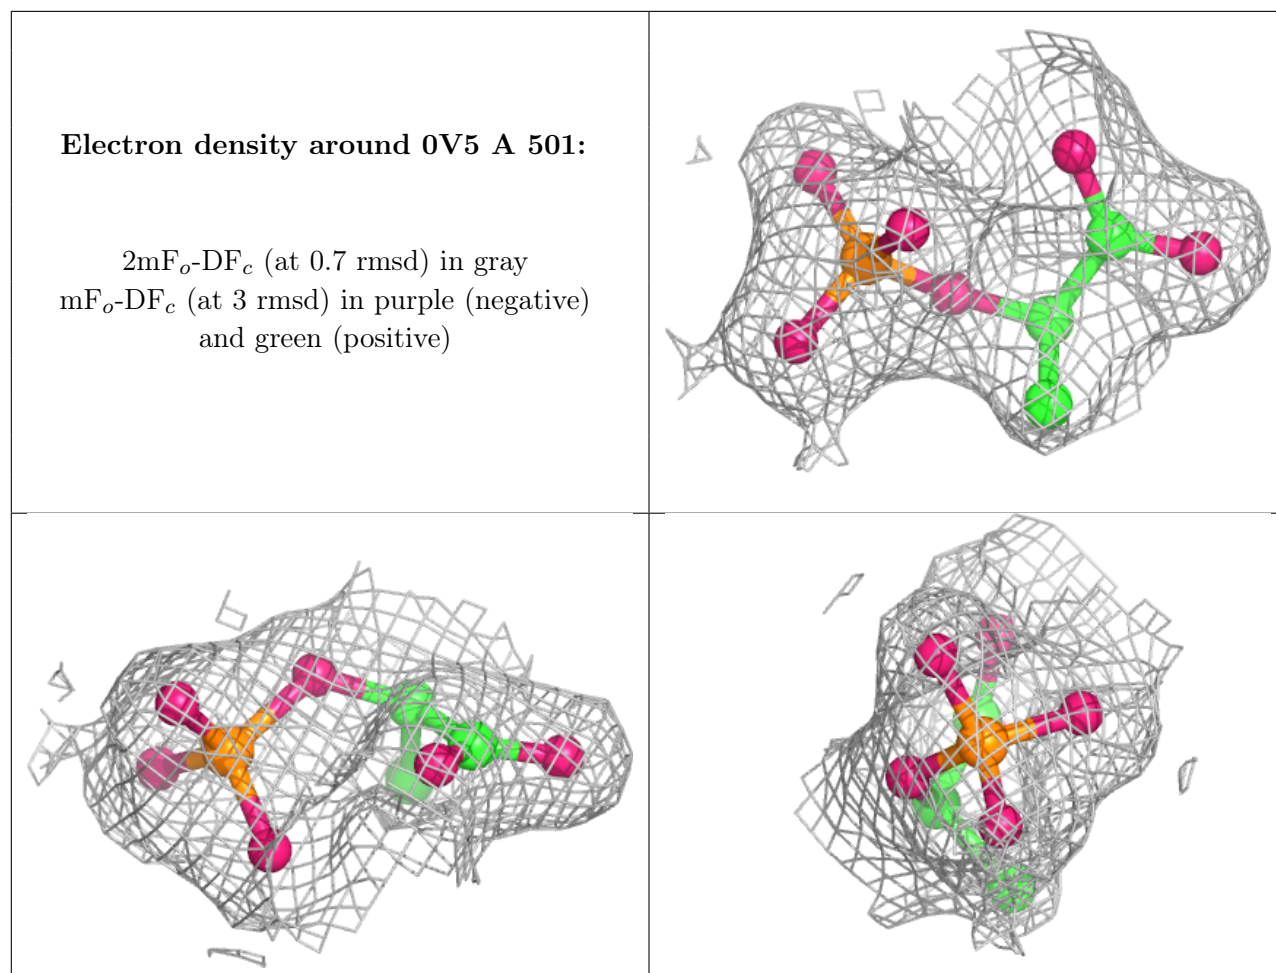 Electron density around 0V5 A 501:
2mFₒ-DF𝒸 (at 0.7 rmsd) in gray
mFₒ-DF𝒸 (at 3 rmsd) in purple (negative)
and green (positive)